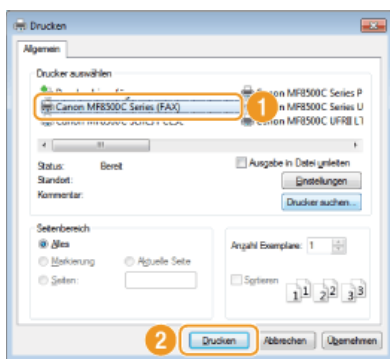 Drucken
Allgemein
Drucker auswählen
Canon MF8500C Series P
Canon MF8500C Series (FAX)
1
Canon MF8500C Series U
Canon MF8500C UFRII LT
Status: Bereit
Standort:
Kommentar:
Ausgabe in Datei umleiten
Einstellungen
Drucker suchen...
Seitenbereich
Alles
Markierung
Aktuelle Seite
Seiten:
Anzahl Exemplare: 1
Sortieren
1 1 2 2 3 3
2
Drucken
Abbrechen
Übernehmen